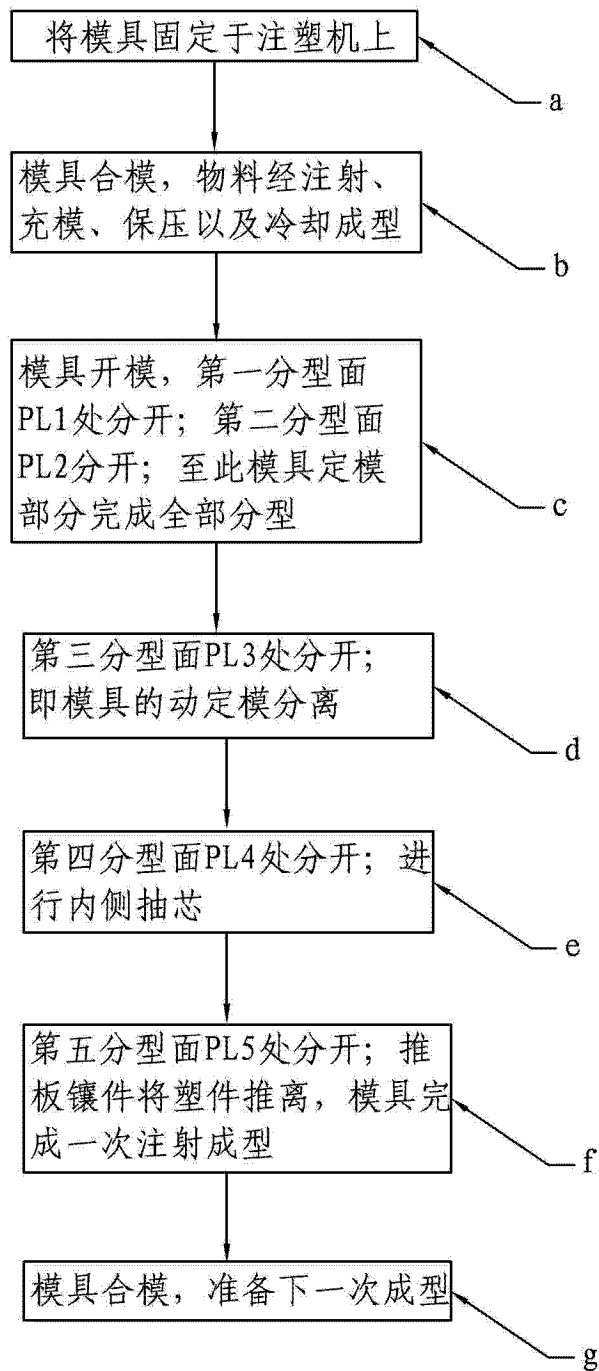 将模具固定于注塑机上
a
模具合模，物料经注射、
充模、保压以及冷却成型
b
模具开模，第一分型面
PL1处分开；第二分型面
PL2分开；至此模具定模
部分完成全部分型
c
第三分型面PL3处分开；
即模具的动定模分离
d
第四分型面PL4处分开；进
行内侧抽芯
e
第五分型面PL5处分开；推
板镶件将塑件推离，模具完
成一次注射成型
f
模具合模，准备下一次成型
g